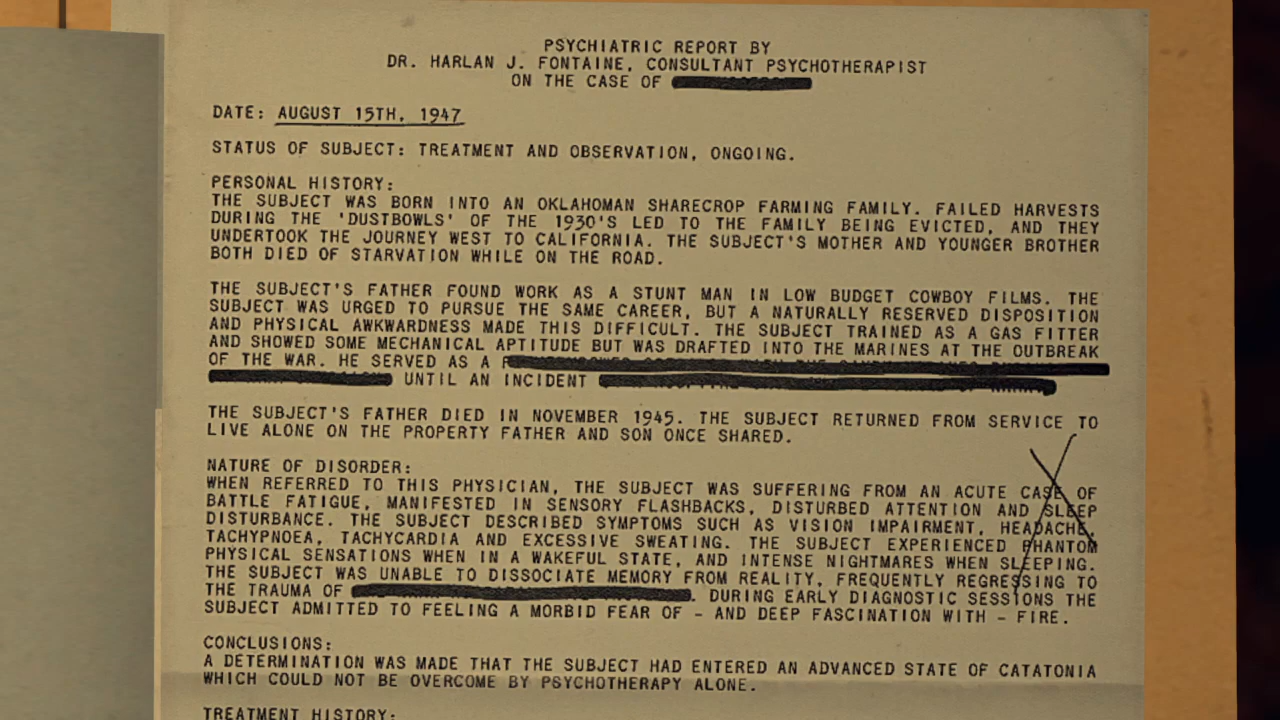 PSYCHIATRIC REPORT BY
DR. HARLAN J. FONTAINE, CONSULTANT PSYCHOTHERAPIST
ON THE CASE OF
DATE: AUGUST 15TH, 1947
STATUS OF SUBJECT: TREATMENT AND OBSERVATION, ONGOING.
PERSONAL HISTORY:
THE SUBJECT WAS BORN INTO AN OKLAHOMAN SHARECROP FARMING FAMILY. FAILED HARVESTS
DURING THE 'DUSTBOWLS' OF THE 1930'S LED TO THE FAMILY BEING EVICTED, AND THEY
UNDERTOOK THE JOURNEY WEST TO CALIFORNIA. THE SUBJECT'S MOTHER AND YOUNGER BROTHER
BOTH DIED OF STARVATION WHILE ON THE ROAD.
THE SUBJECT'S FATHER FOUND WORK AS A STUNT MAN IN LOW BUDGET COWBOY FILMS. THE
SUBJECT WAS URGED TO PURSUE THE SAME CAREER, BUT A NATURALLY RESERVED DISPOSITION
AND PHYSICAL AWKWARDNESS MADE THIS DIFFICULT. THE SUBJECT TRAINED AS A GAS FITTER
AND SHOWED SOME MECHANICAL APTITUDE BUT WAS DRAFTED INTO THE MARINES AT THE OUTBREAK
OF THE WAR. HE SERVED AS A
UNTIL AN INCIDENT
THE SUBJECT'S FATHER DIED IN NOVEMBER 1945. THE SUBJECT RETURNED FROM SERVICE TO
LIVE ALONE ON THE PROPERTY FATHER AND SON ONCE SHARED.
NATURE OF DISORDER:
WHEN REFERRED TO THIS PHYSICIAN, THE SUBJECT WAS SUFFERING FROM AN ACUTE CASE OF
BATTLE FATIGUE, MANIFESTED IN SENSORY FLASHBACKS, DISTURBED ATTENTION AND SLEEP
DISTURBANCE. THE SUBJECT DESCRIBED SYMPTOMS SUCH AS VISION IMPAIRMENT, HEADACHE,
TACHYPNOEA, TACHYCARDIA AND EXCESSIVE SWEATING. THE SUBJECT EXPERIENCED PHANTOM
PHYSICAL SENSATIONS WHEN IN A WAKEFUL STATE, AND INTENSE NIGHTMARES WHEN SLEEPING.
THE SUBJECT WAS UNABLE TO DISSOCIATE MEMORY FROM REALITY, FREQUENTLY REGRESSING TO
THE TRAUMA OF . DURING EARLY DIAGNOSTIC SESSIONS THE
SUBJECT ADMITTED TO FEELING A MORBID FEAR OF - AND DEEP FASCINATION WITH - FIRE.
CONCLUSIONS:
A DETERMINATION WAS MADE THAT THE SUBJECT HAD ENTERED AN ADVANCED STATE OF CATATONIA
WHICH COULD NOT BE OVERCOME BY PSYCHOTHERAPY ALONE.
TREATMENT HISTORY: